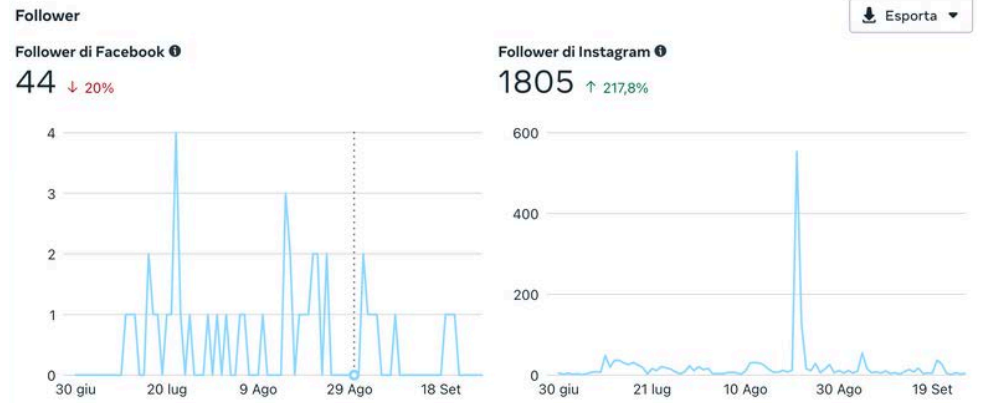 Follower
Esporta
Follower di Facebook
Follower di Instagram
44 ↓ 20%
1805 ↑ 217,8%
4
3
2
1
0
30 giu 20 lug 9 Ago 29 Ago 18 Set
600
400
200
0
30 giu 21 lug 10 Ago 30 Ago 19 Set